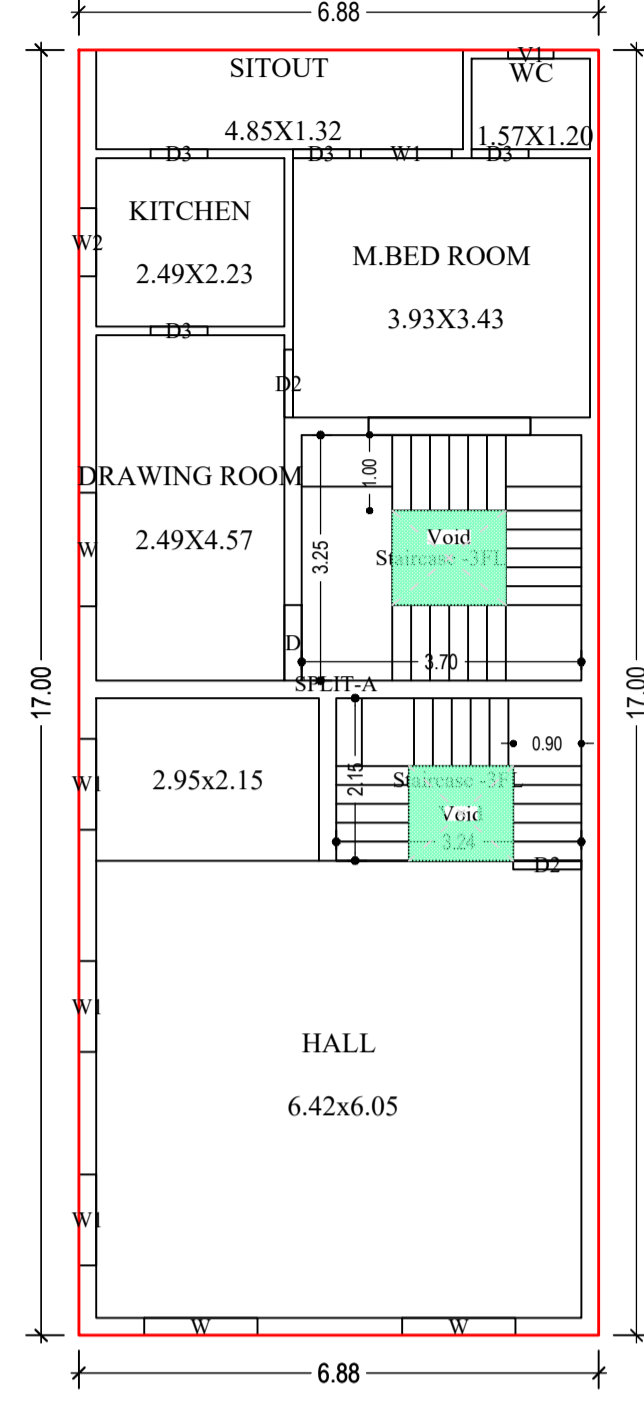 6.88
V1
SITOUT
WC
4.85X1.32
1.57X1.20
D3
D3
W1
D3
KITCHEN
W2
M.BED ROOM
2.49X2.23
3.93X3.43
D3
D2
1.00
DRAWING ROOM
Void
2.49X4.57
W
3.25
Staircase -3FL
D
3.70
17.00
17.00
SPLIT-A
0.90
W1
2.95x2.15
2.15
Staircase -3FL
Void
3.24
D2
W1
HALL
6.42x6.05
W1
W
W
6.88